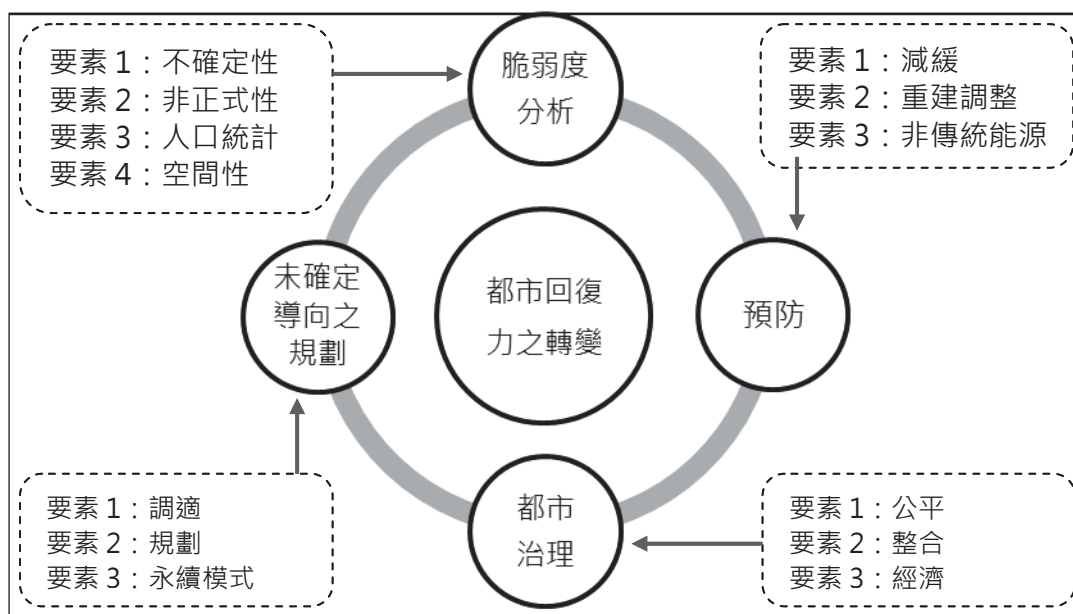 要素 1：不確定性
要素 2：非正式性
要素 3：人口統計
要素 4：空間性
脆弱度
分析
要素 1：減緩
要素 2：重建調整
要素 3：非傳統能源
未確定
導向之
規劃
都市回復
力之轉變
預防
要素 1：調適
要素 2：規劃
要素 3：永續模式
都市
治理
要素 1：公平
要素 2：整合
要素 3：經濟